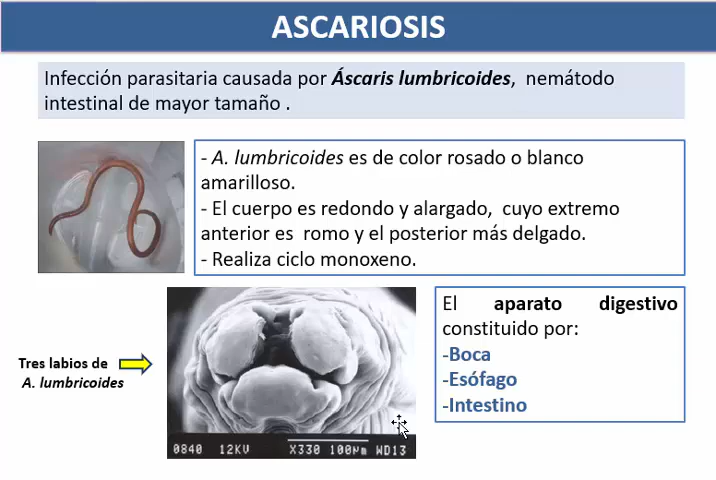 ASCARIOSIS
Infección parasitaria causada por Áscaris lumbricoides, nemátodo
intestinal de mayor tamaño .
- A. lumbricoides es de color rosado o blanco
amarilloso.
- El cuerpo es redondo y alargado, cuyo extremo
anterior es romo y el posterior más delgado.
- Realiza ciclo monoxeno.
Tres labios de
A. lumbricoides
0840 12KV X330 100µm WD13
El aparato digestivo
constituido por:
-Boca
-Esófago
-Intestino